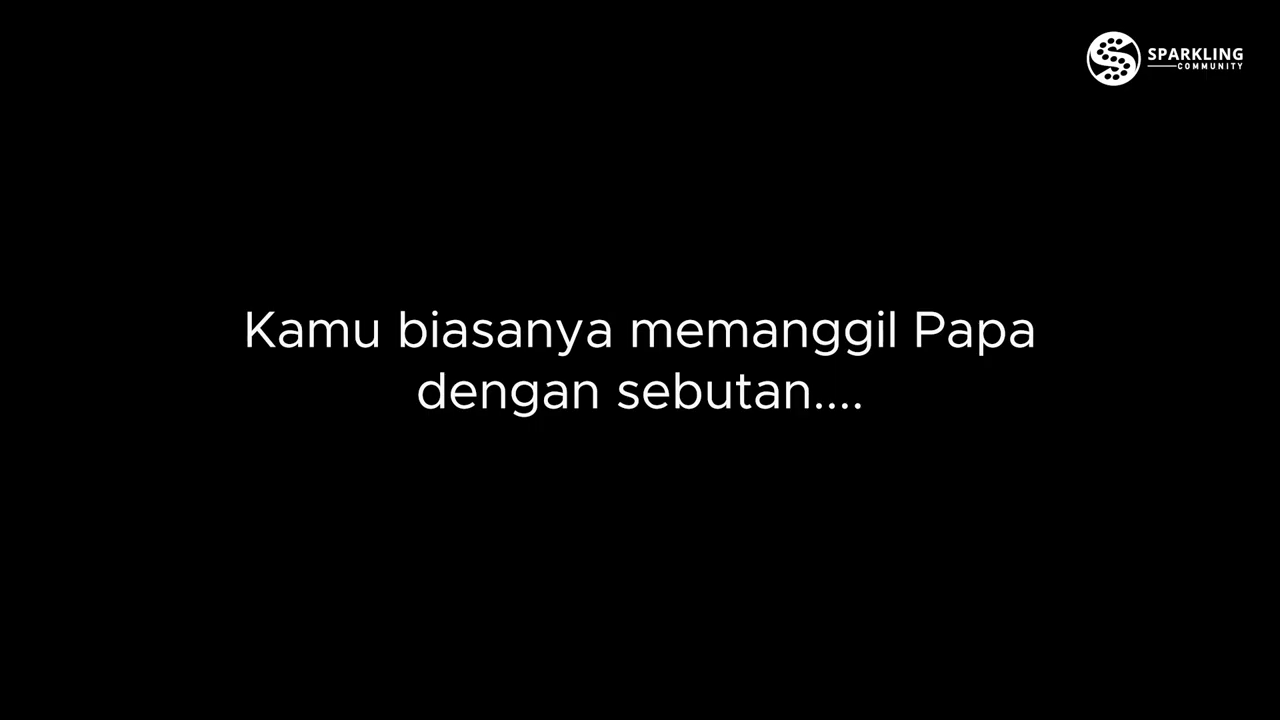 SPARKLING
COMMUNITY
Kamu biasanya memanggil Papa
dengan sebutan....